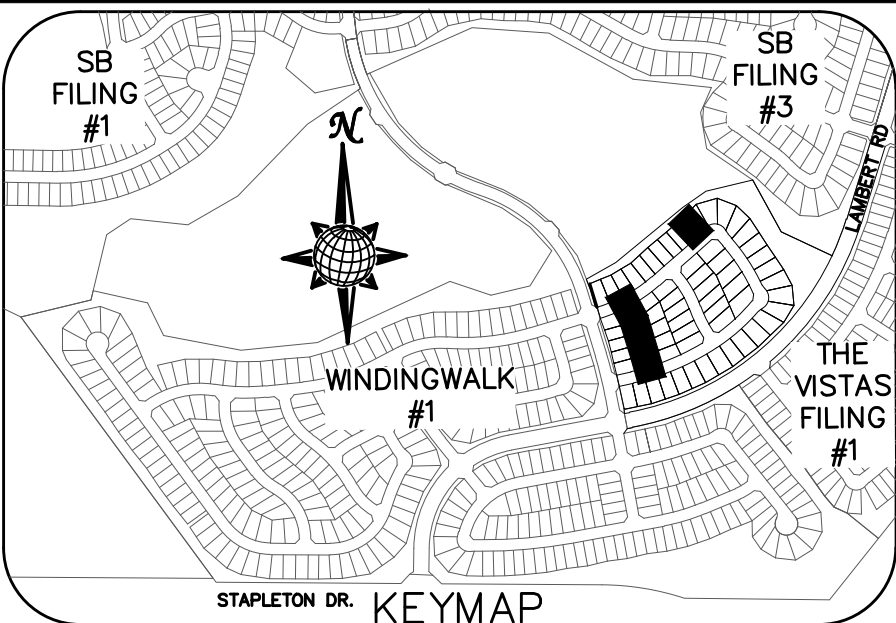 SB
FILING
#1
SB
FILING
#3
N
LAMBERT RD
WINDINGWALK
#1
THE
VISTAS
FILING
#1
STAPLETON DR.
KEYMAP